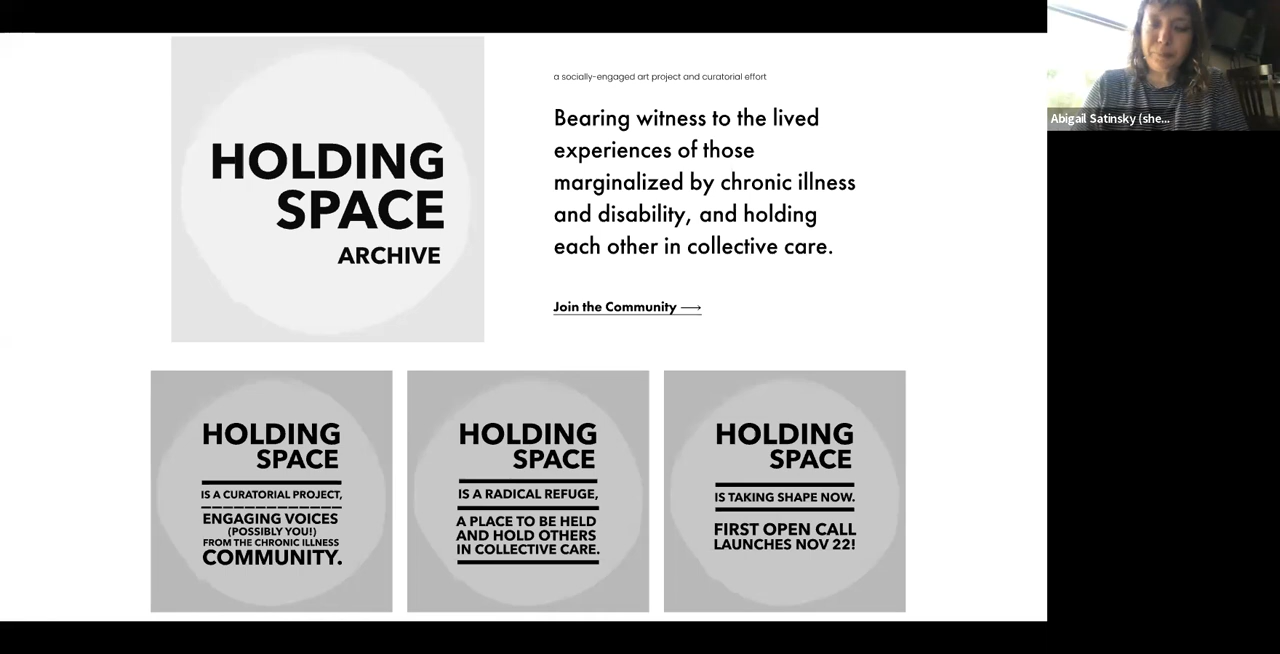 HOLDING
SPACE
ARCHIVE
a socially-engaged art project and curatorial effort
Bearing witness to the lived
experiences of those
marginalized by chronic illness
and disability, and holding
each other in collective care.
Join the Community →
HOLDING
SPACE
IS A CURATORIAL PROJECT,
ENGAGING VOICES
(POSSIBLY YOU!)
FROM THE CHRONIC ILLNESS
COMMUNITY.
HOLDING
SPACE
IS A RADICAL REFUGE,
A PLACE TO BE HELD
AND HOLD OTHERS
IN COLLECTIVE CARE.
HOLDING
SPACE
IS TAKING SHAPE NOW.
FIRST OPEN CALL
LAUNCHES NOV 22!
Abigail Satinsky (she...